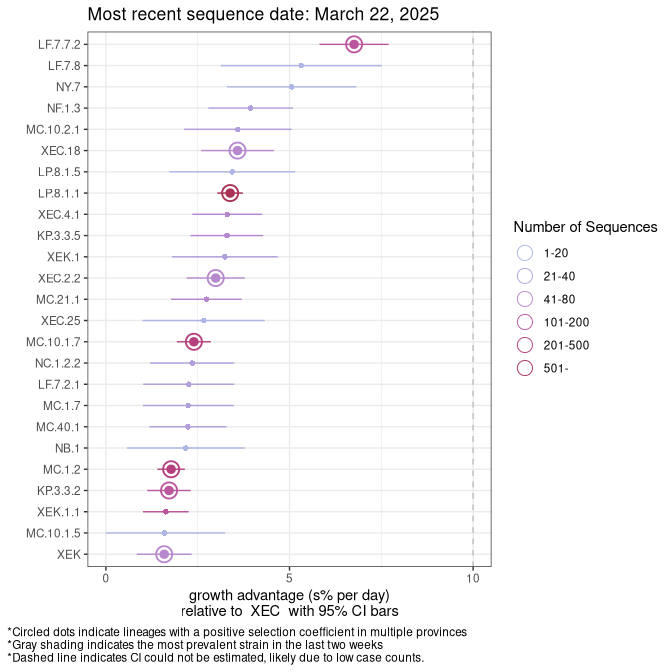 Most recent sequence date: March 22, 2025
LF.7.7.2
LF.7.8
NY.7
NF.1.3
MC.10.2.1
XEC.18
LP.8.1.5
LP.8.1.1
XEC.4.1
KP.3.3.5
XEK.1
XEC.2.2
MC.21.1
XEC.25
MC.10.1.7
NC.1.2.2
LF.7.2.1
MC.1.7
MC.40.1
NB.1
MC.1.2
KP.3.3.2
XEK.1.1
MC.10.1.5
XEK
0 5 10
growth advantage (s% per day)
relative to XEC with 95% CI bars
Number of Sequences
1-20
21-40
41-80
101-200
201-500
501-
*Circled dots indicate lineages with a positive selection coefficient in multiple provinces
*Gray shading indicates the most prevalent strain in the last two weeks
*Dashed line indicates CI could not be estimated, likely due to low case counts.